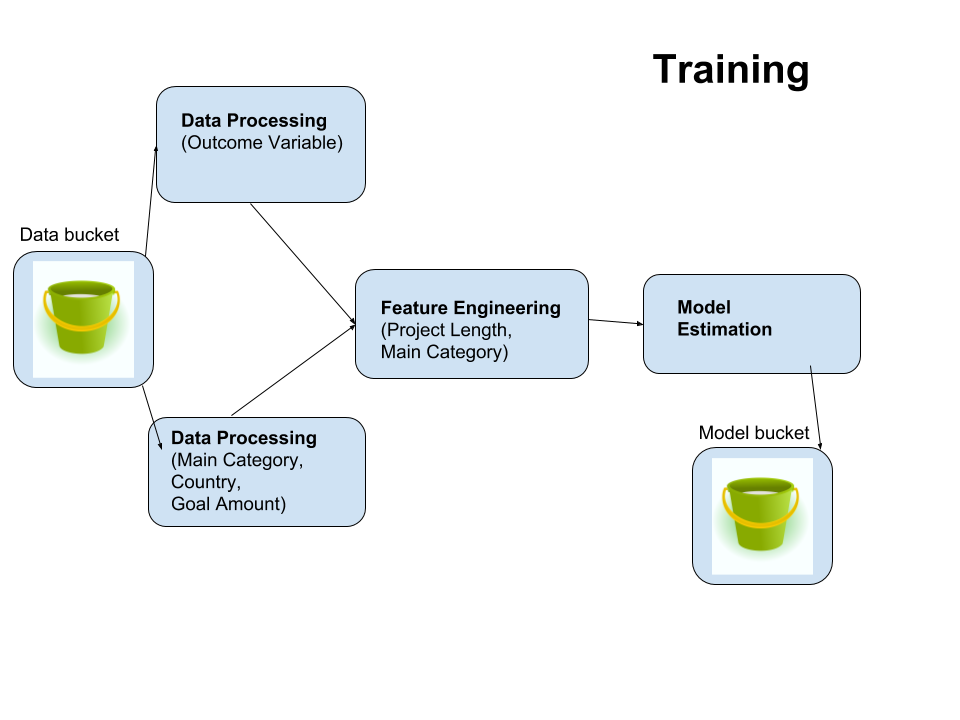 Training
Data Processing
(Outcome Variable)
Data bucket
Feature Engineering
(Project Length,
Main Category)
Model
Estimation
Data Processing
(Main Category,
Country,
Goal Amount)
Model bucket